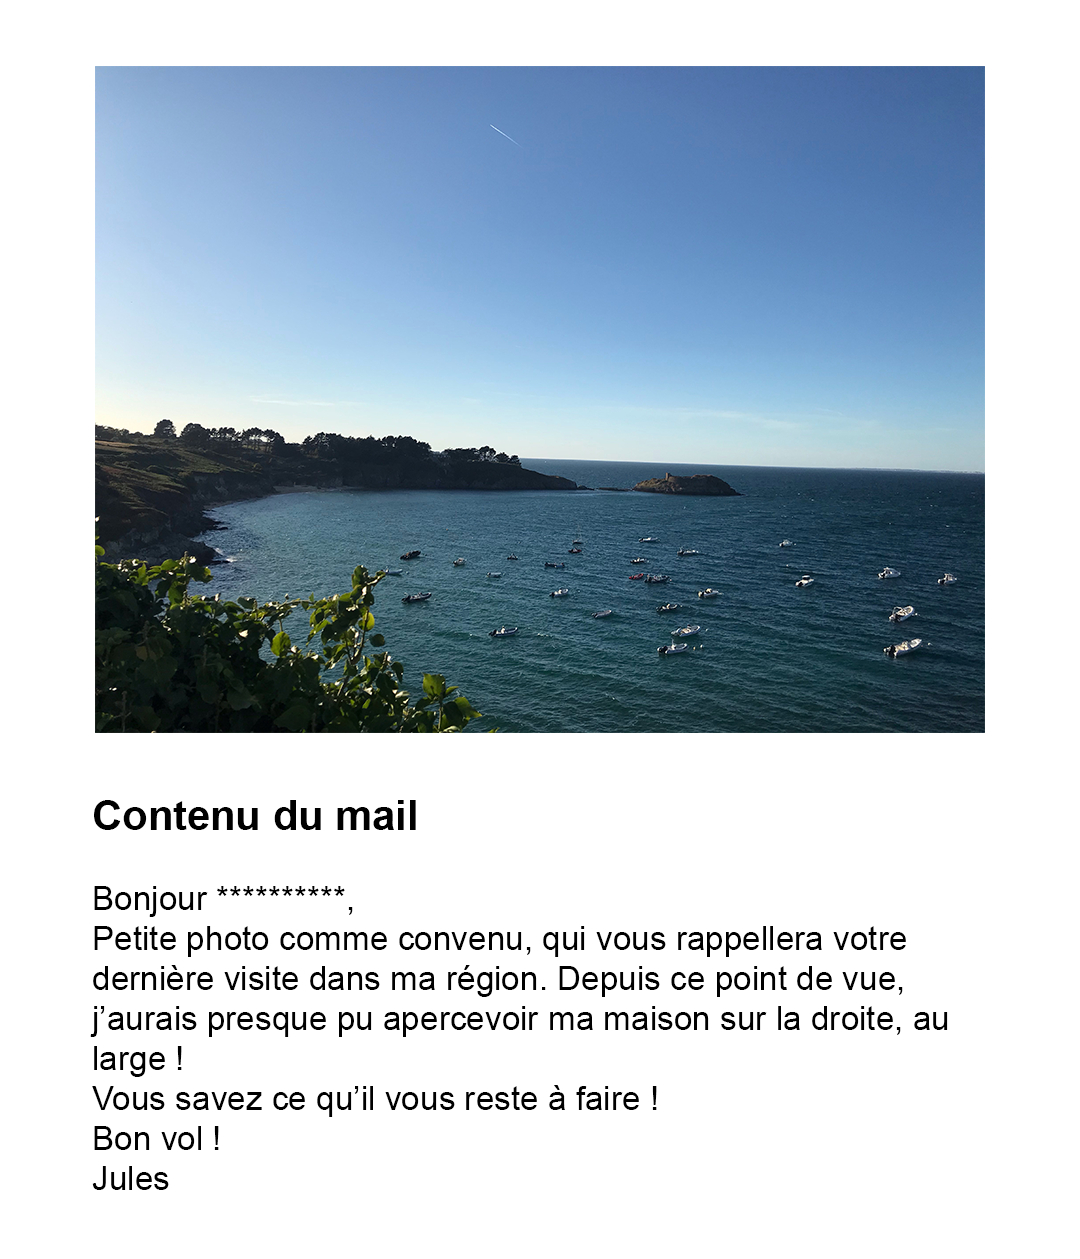 Contenu du mail
Bonjour **********,
Petite photo comme convenu, qui vous rappellera votre
dernière visite dans ma région. Depuis ce point de vue,
j’aurais presque pu apercevoir ma maison sur la droite, au
large !
Vous savez ce qu’il vous reste à faire !
Bon vol !
Jules